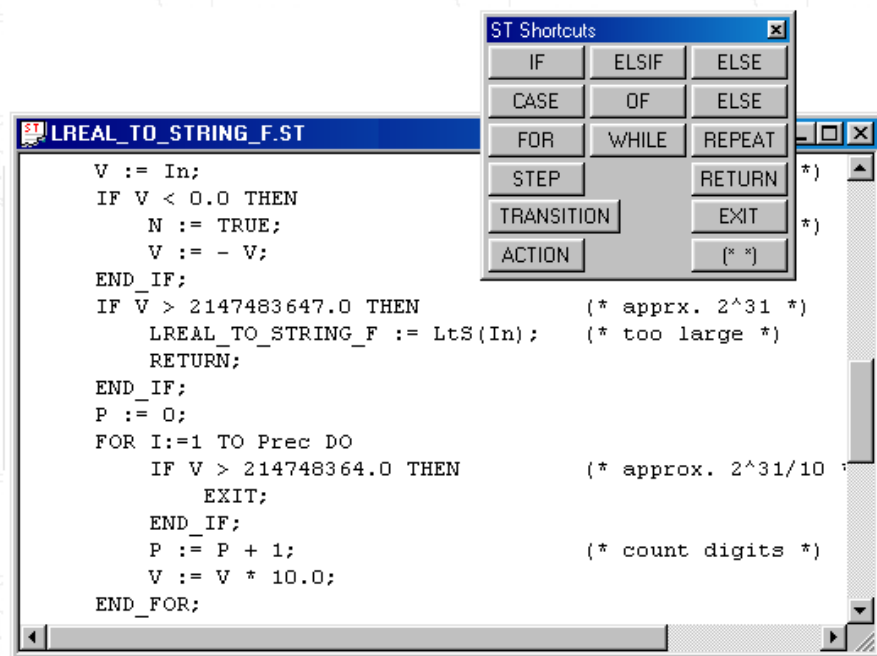 ST Shortcuts
IF ELSIF ELSE
CASE OF ELSE
FOR WHILE REPEAT
STEP RETURN
TRANSITION EXIT
ACTION (* *)
ST
LREAL_TO_STRING_F.ST
V := In; *)
IF V < 0.0 THEN
N := TRUE; *)
V := - V;
END_IF;
IF V > 2147483647.0 THEN (* apprx. 2^31 *)
LREAL_TO_STRING_F := LtS(In); (* too large *)
RETURN;
END_IF;
P := 0;
FOR I:=1 TO Prec DO
IF V > 214748364.0 THEN (* approx. 2^31/10
EXIT;
END_IF;
P := P + 1; (* count digits *)
V := V * 10.0;
END_FOR;